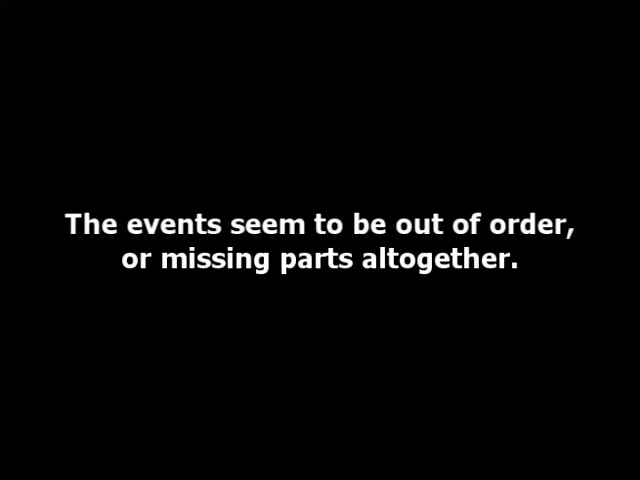 The events seem to be out of order,
or missing parts altogether.